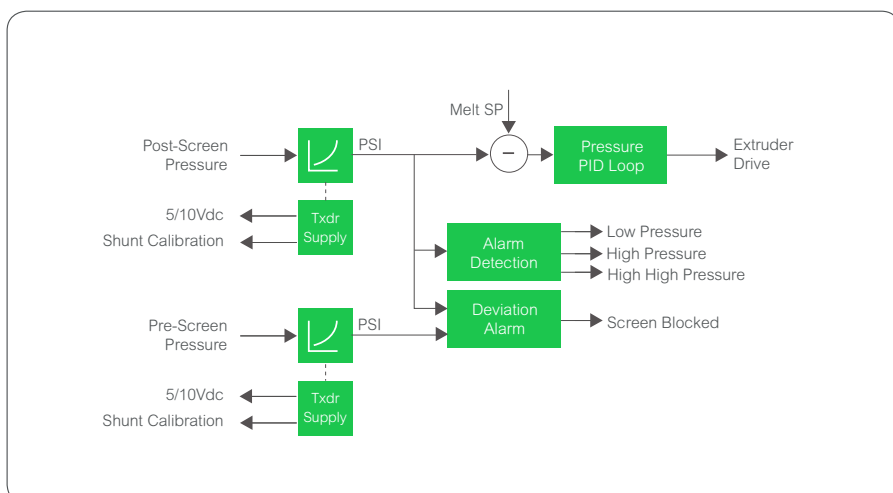 Melt SP
Post-Screen
Pressure
PSI
−
Pressure
PID Loop
Extruder
Drive
5/10Vdc
Shunt Calibration
Txdr
Supply
Alarm
Detection
Low Pressure
High Pressure
High High Pressure
Pre-Screen
Pressure
PSI
Deviation
Alarm
Screen Blocked
5/10Vdc
Shunt Calibration
Txdr
Supply